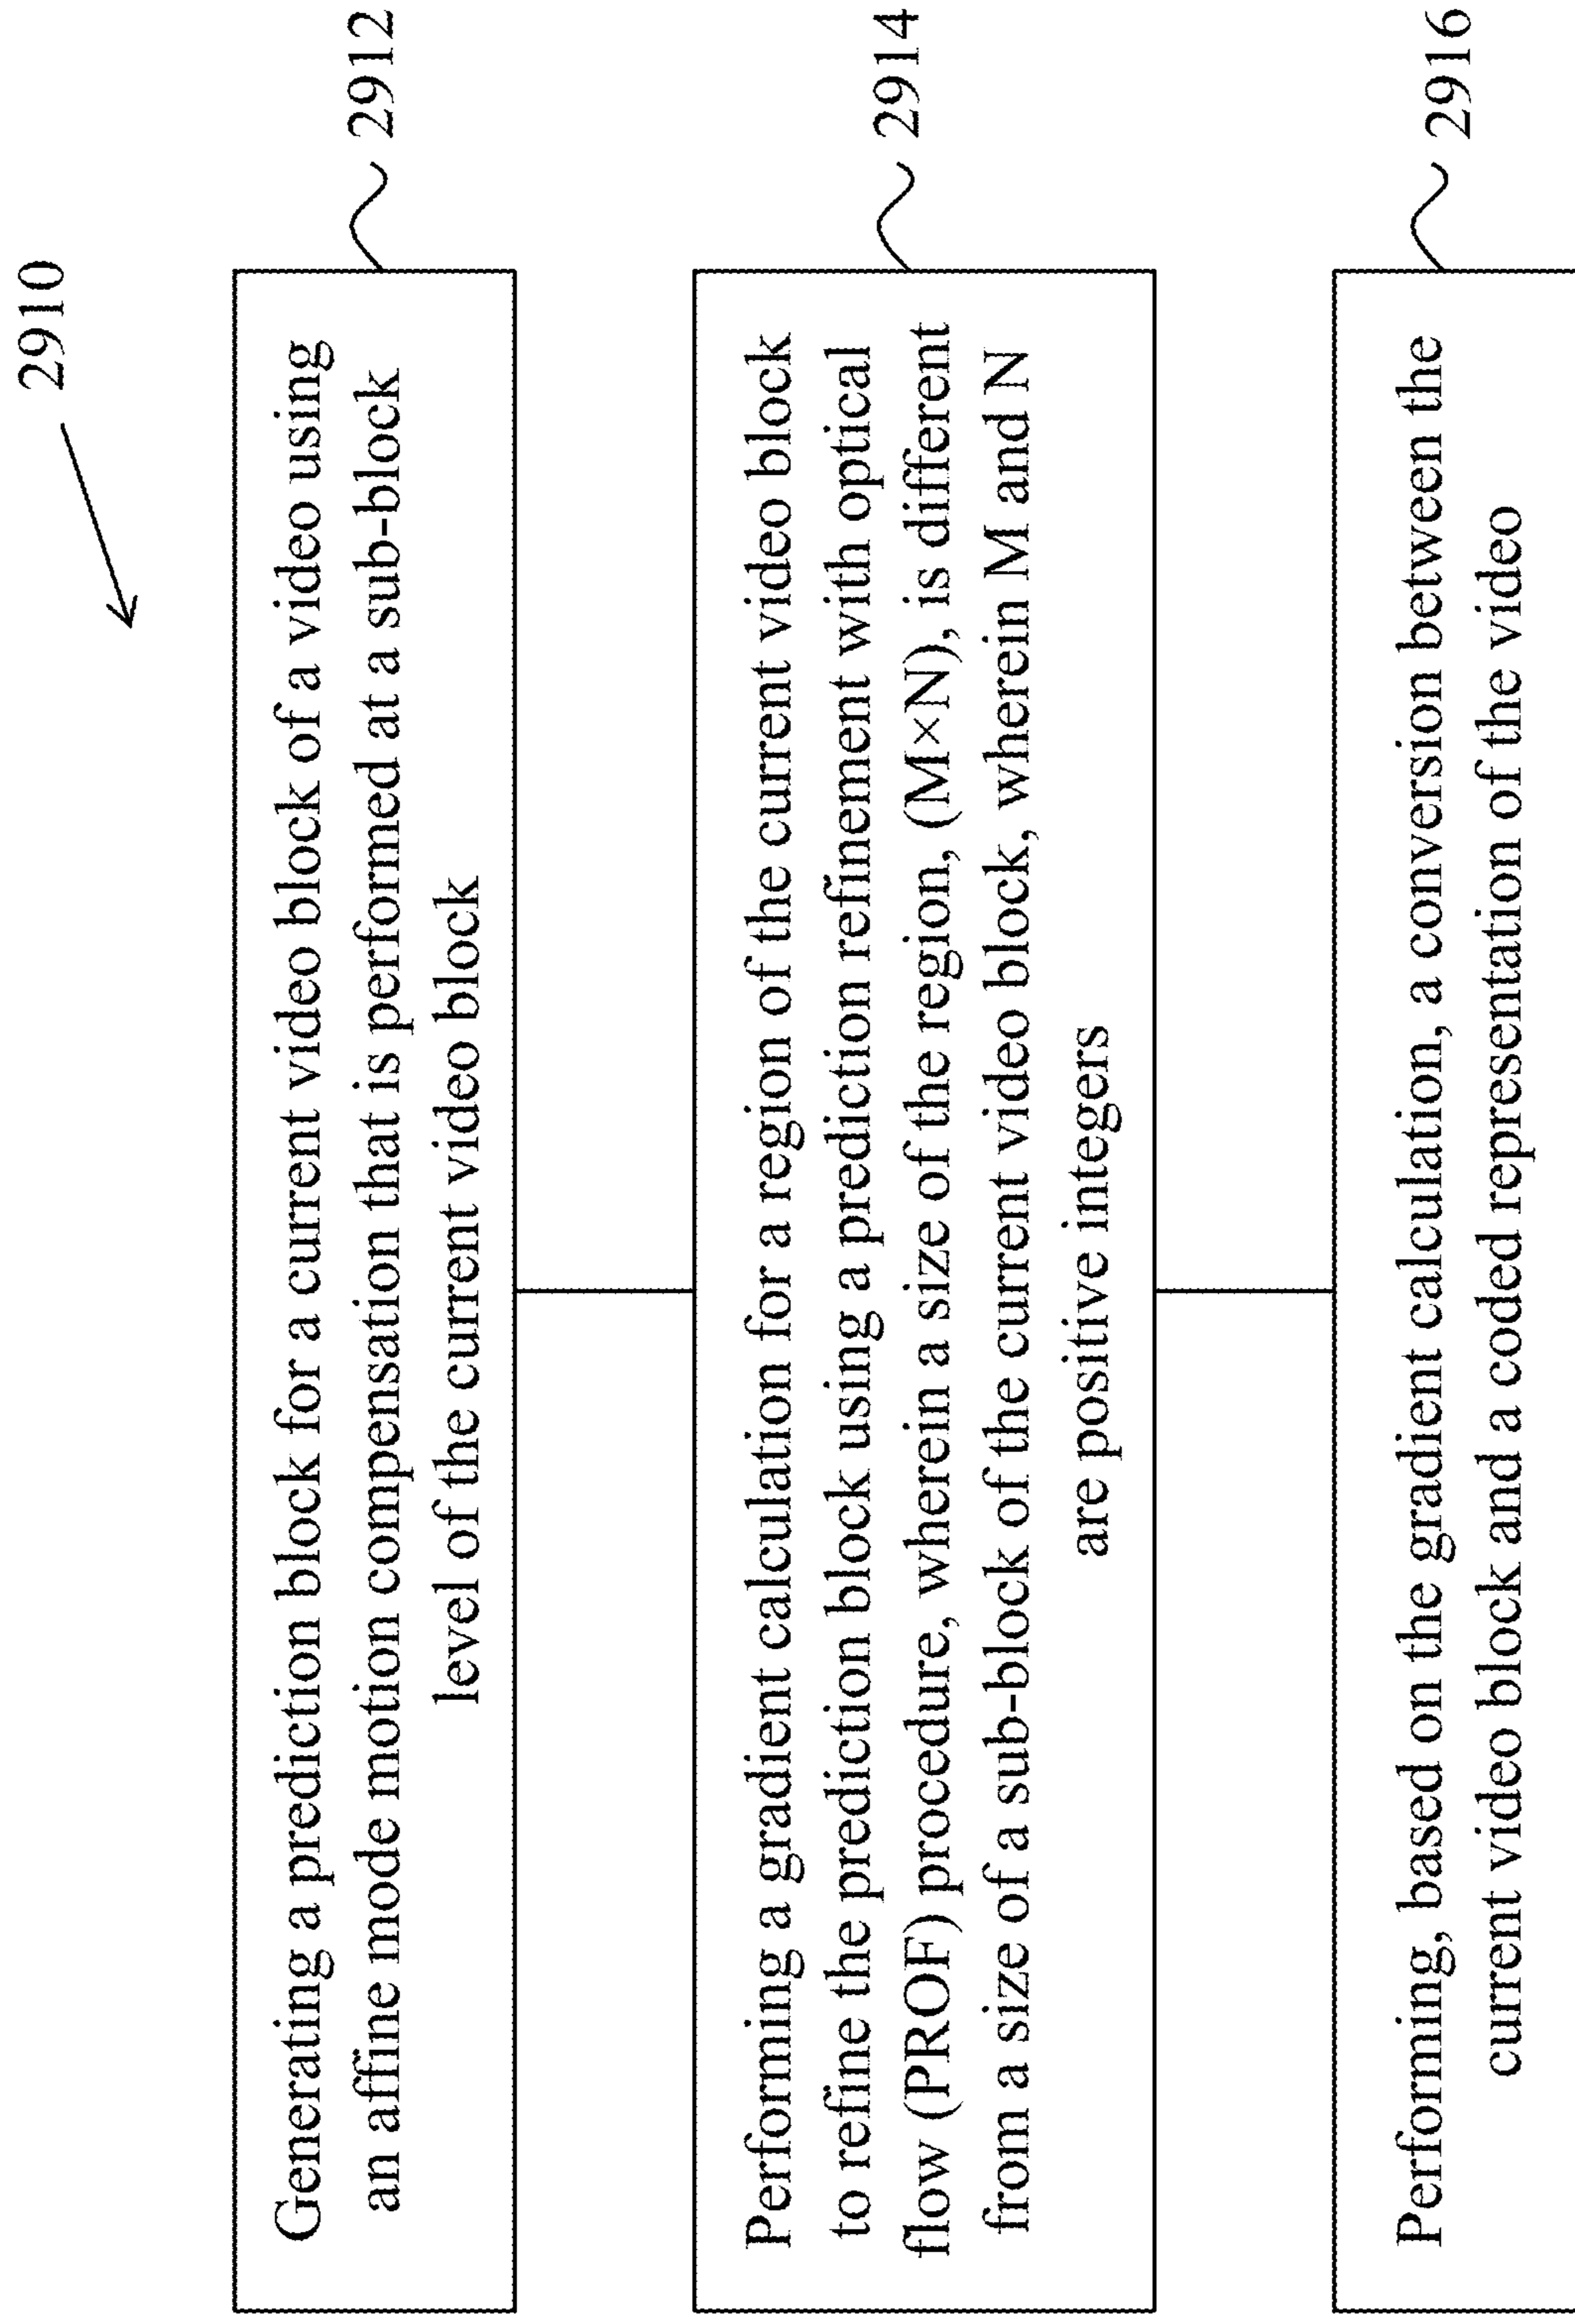 2910
Generating a prediction block for a current video block of a video using
an affine mode motion compensation that is performed at a sub-block
level of the current video block
2912
Performing a gradient calculation for a region of the current video block
to refine the prediction block using a prediction refinement with optical
flow (PROF) procedure, wherein a size of the region, (M×N), is different
from a size of a sub-block of the current video block, wherein M and N
are positive integers
2914
Performing, based on the gradient calculation, a conversion between the
current video block and a coded representation of the video
2916